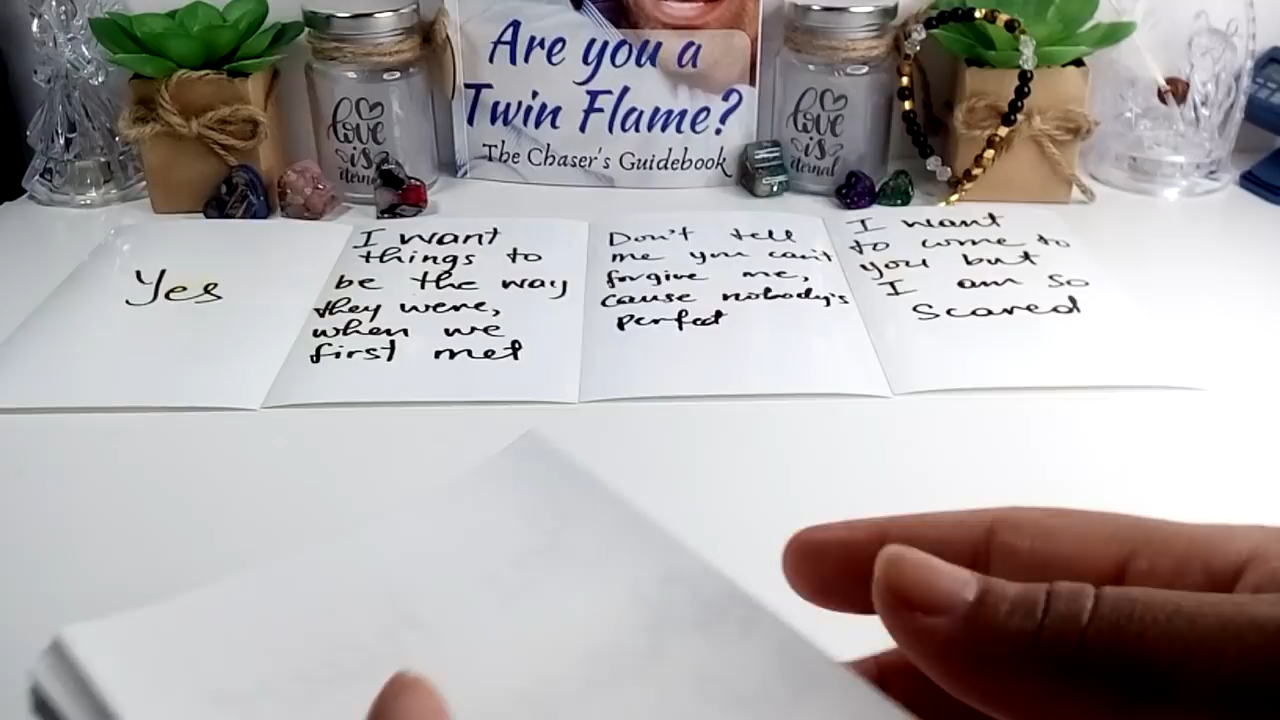 Are you a
Twin Flame?
The Chaser's Guidebook
love
is
eternal
love
is
eternal
Yes
I want
things to
be the way
they were,
when we
first met
Don't tell
me you can't
forgive me,
cause nobody's
perfect
I want
to come to
you but
I am so
scared